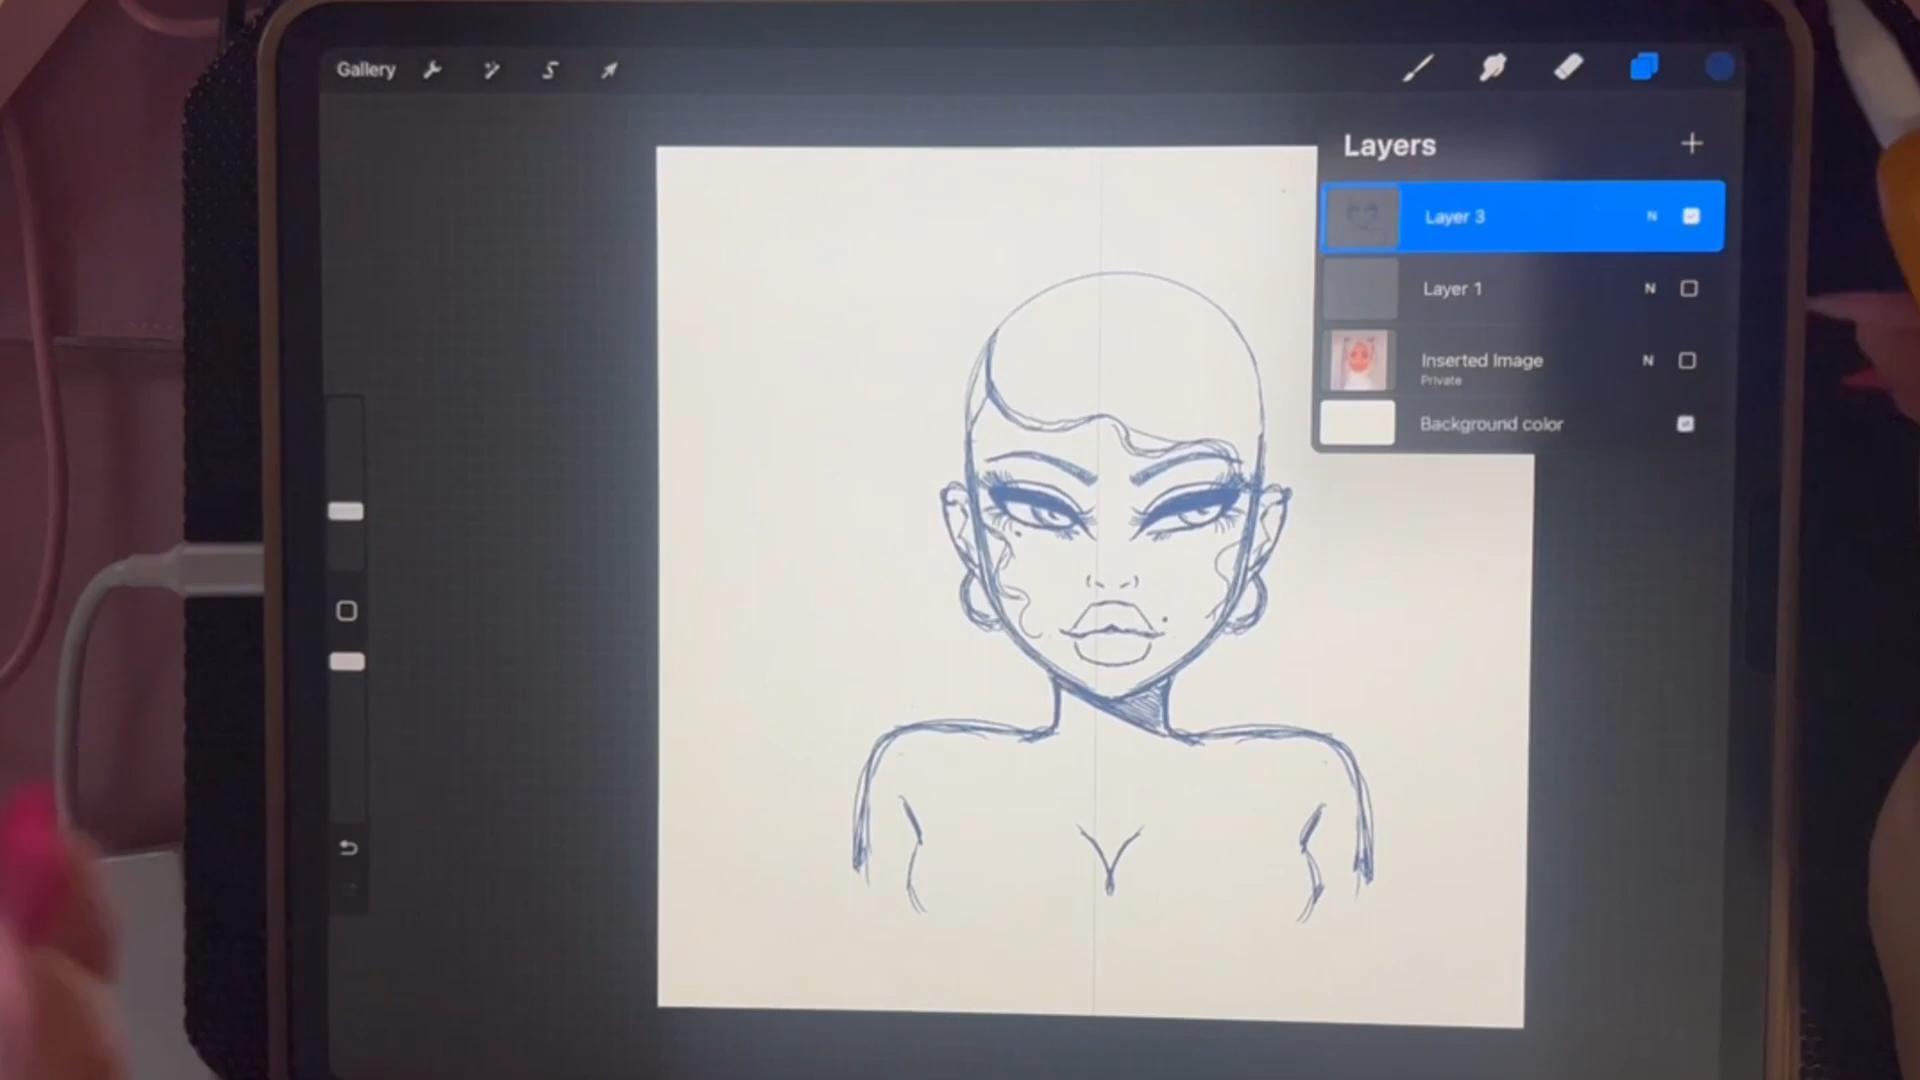 Gallery
Layers
Layer 3 N
Layer 1 N
Inserted Image N
Private
Background color